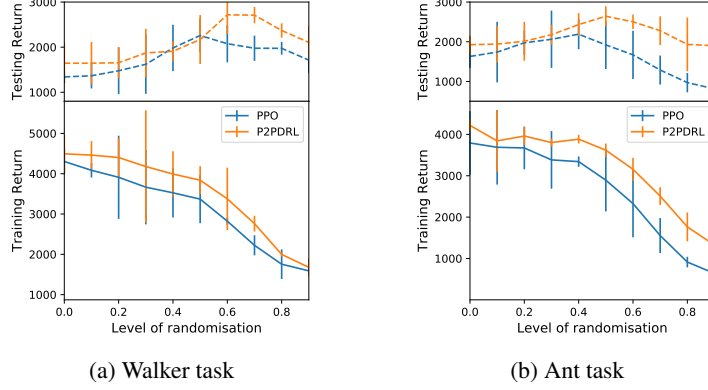 Testing Return
3000
2000
1000
Training Return
5000
4000
3000
2000
1000
PPO
P2PDRL
0.0 0.2 0.4 0.6 0.8
Level of randomisation
(a) Walker task
Testing Return
3000
2000
1000
Training Return
4000
3000
2000
1000
PPO
P2PDRL
0.0 0.2 0.4 0.6 0.8
Level of randomisation
(b) Ant task